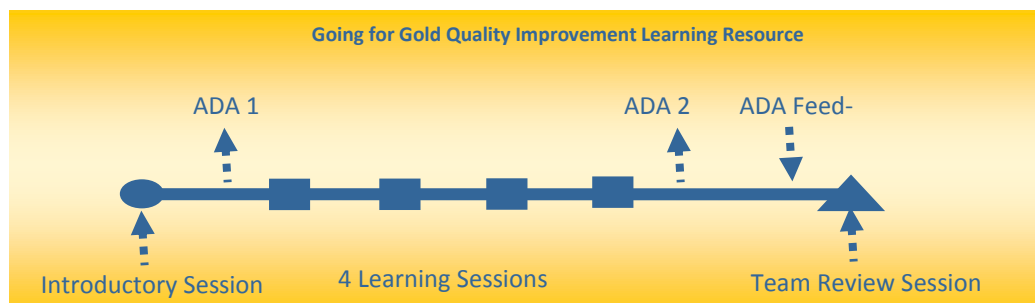 Going for Gold Quality Improvement Learning Resource
ADA 1
ADA 2
ADA Feed-
Introductory Session
4 Learning Sessions
Team Review Session